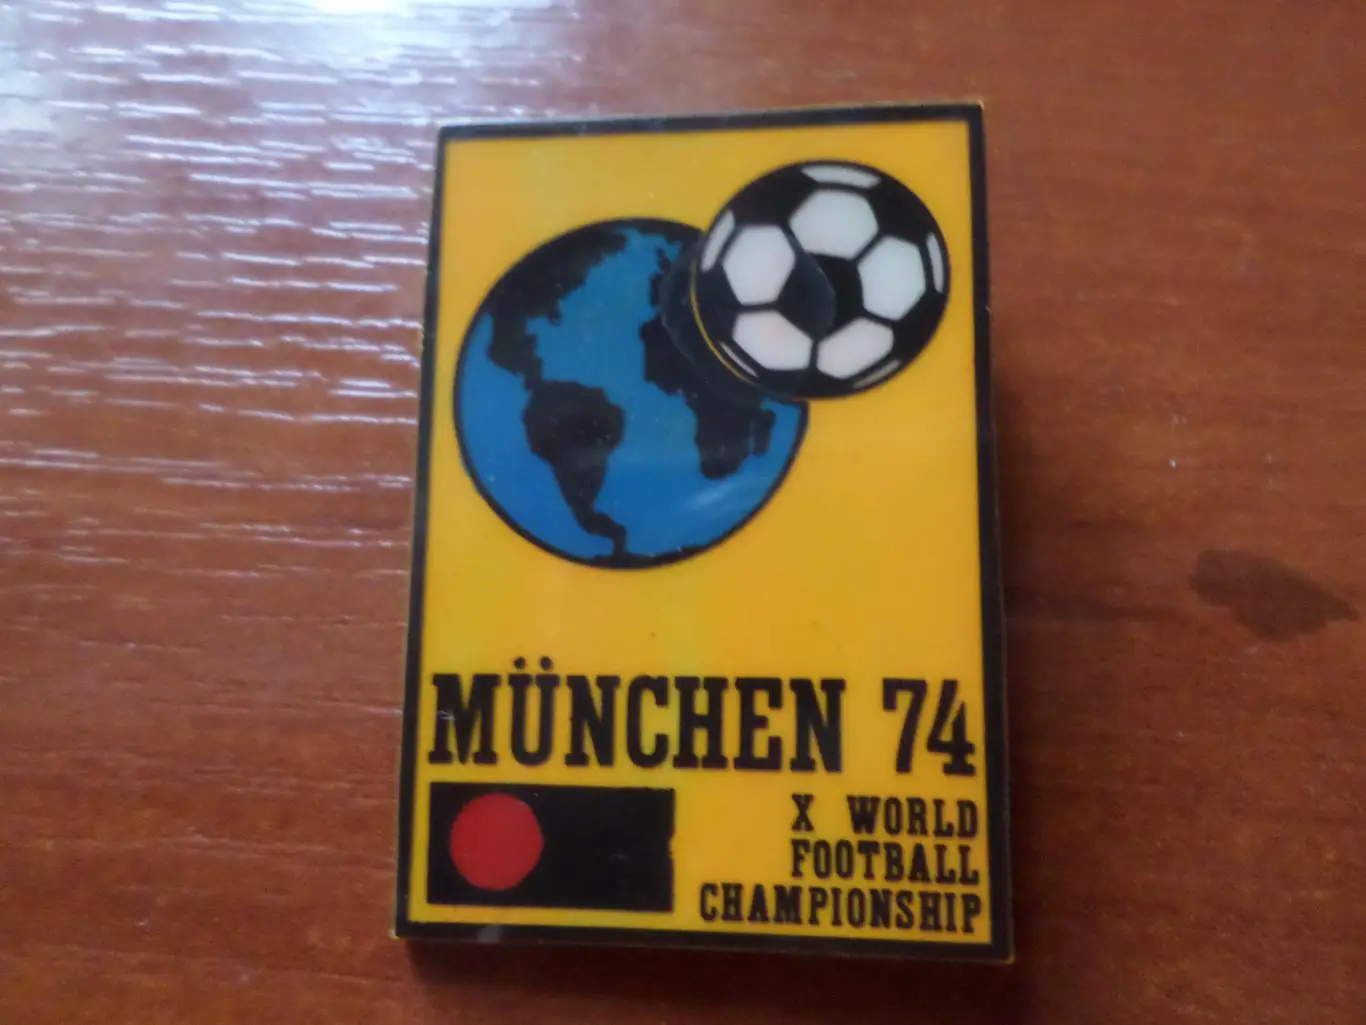 MÜNCHEN 74
X WORLD
FOOTBALL
CHAMPIONSHIP